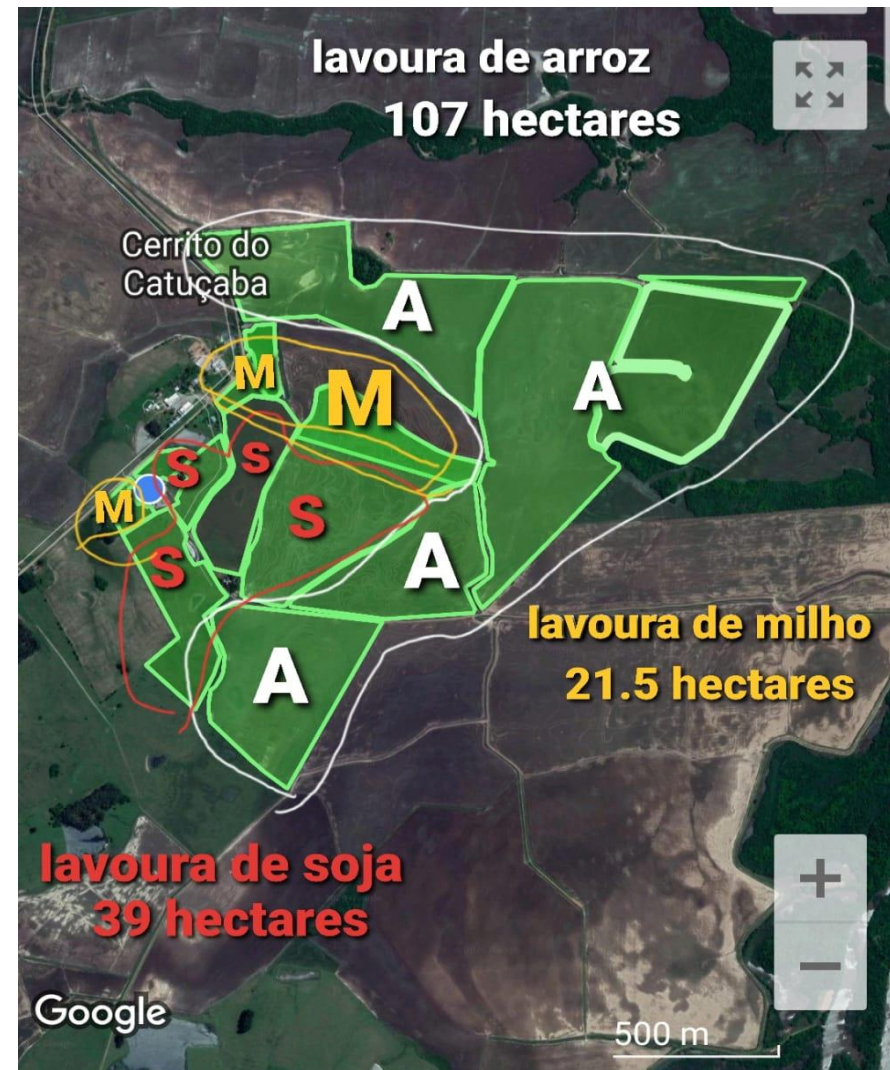 lavoura de arroz
107 hectares
Cerrito do
Catuçaba
A
M
M
A
S
s
M
S
S
A
A
lavoura de milho
21.5 hectares
lavoura de soja
39 hectares
Google
500 m